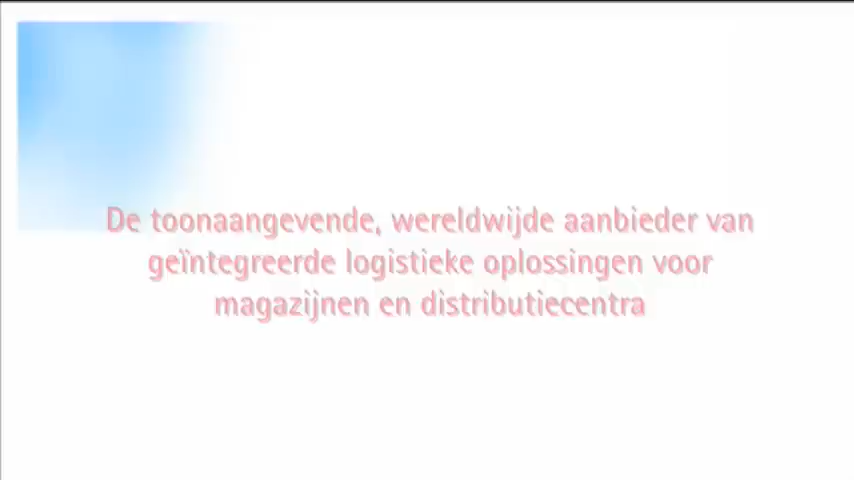 De toonaangevende, wereldwijde aanbieder van
geïntegreerde logistieke oplossingen voor
magazijnen en distributiecentra